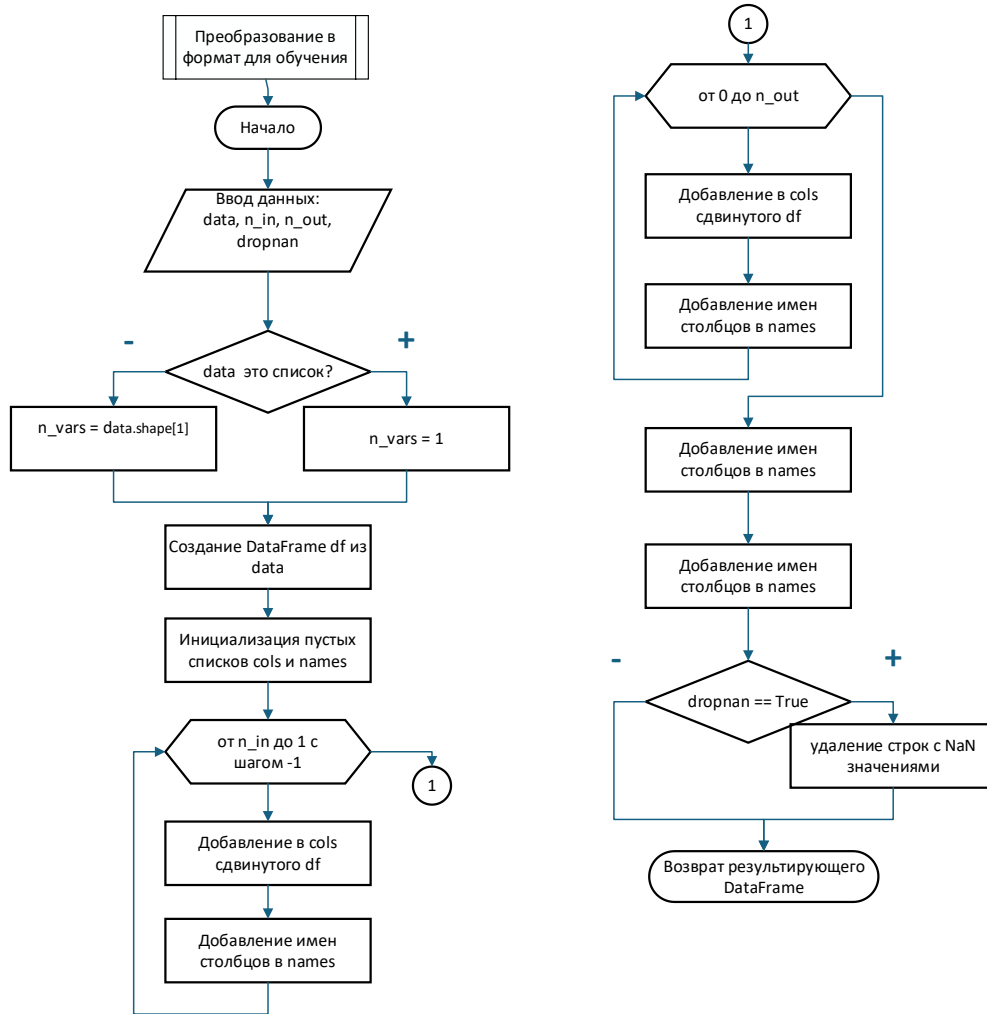 Преобразование в
формат для обучения
Начало
Ввод данных:
data, n_in, n_out,
dropnan
-
+
data это список?
n_vars = data.shape[1]
n_vars = 1
Создание DataFrame df из
data
Инициализация пустых
списков cols и names
от n_in до 1 с
шагом -1
1
Добавление в cols
сдвинутого df
Добавление имен
столбцов в names
1
от 0 до n_out
Добавление в cols
сдвинутого df
Добавление имен
столбцов в names
Добавление имен
столбцов в names
Добавление имен
столбцов в names
-
+
dropnan == True
удаление строк с NaN
значениями
Возврат результирующего
DataFrame